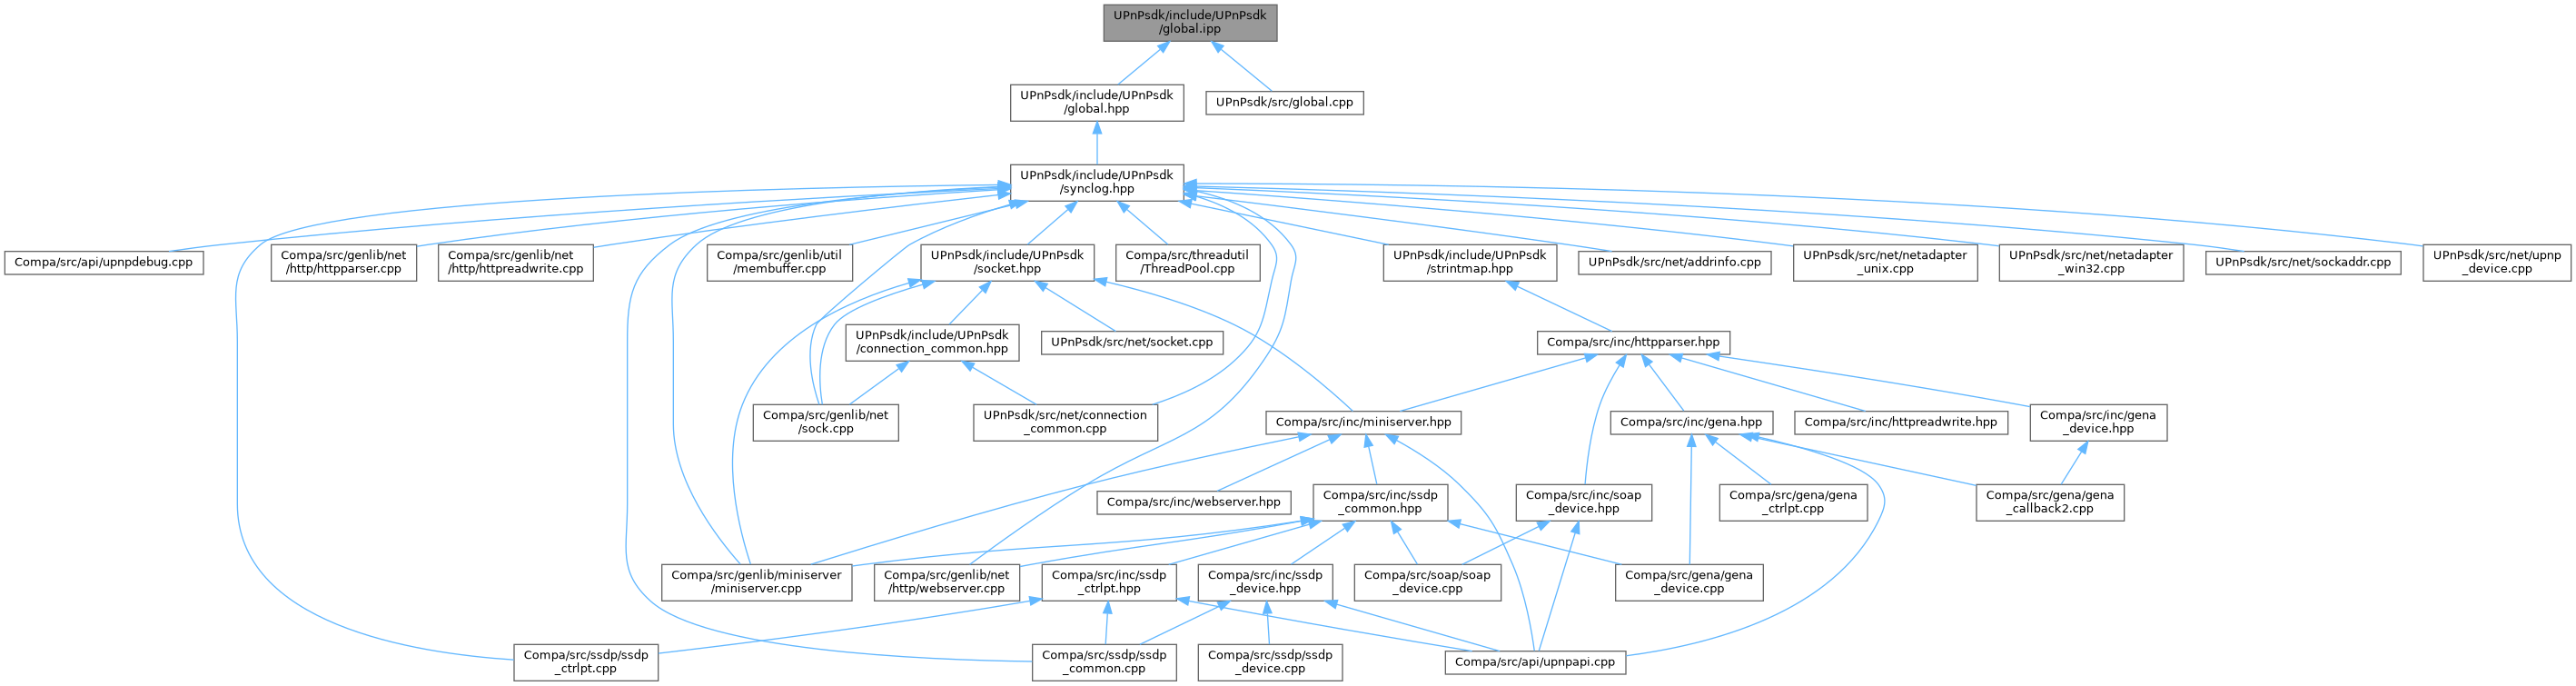 UPnPsdk/include/UPnPsdk
/global.ipp
UPnPsdk/include/UPnPsdk
/global.hpp
UPnPsdk/src/global.cpp
UPnPsdk/include/UPnPsdk
/synclog.hpp
Compa/src/api/upnpdebug.cpp
Compa/src/genlib/net
/http/httpparser.cpp
Compa/src/genlib/net
/http/httpreadwrite.cpp
Compa/src/genlib/util
/membuffer.cpp
UPnPsdk/include/UPnPsdk
/socket.hpp
Compa/src/threadutil
/ThreadPool.cpp
UPnPsdk/include/UPnPsdk
/strintmap.hpp
UPnPsdk/src/net/addrinfo.cpp
UPnPsdk/src/net/netadapter
_unix.cpp
UPnPsdk/src/net/netadapter
_win32.cpp
UPnPsdk/src/net/sockaddr.cpp
UPnPsdk/src/net/upnp
_device.cpp
UPnPsdk/include/UPnPsdk
/connection_common.hpp
UPnPsdk/src/net/socket.cpp
Compa/src/inc/httpparser.hpp
Compa/src/genlib/net
/sock.cpp
UPnPsdk/src/net/connection
_common.cpp
Compa/src/inc/miniserver.hpp
Compa/src/inc/gena.hpp
Compa/src/inc/httpreadwrite.hpp
Compa/src/inc/gena
_device.hpp
Compa/src/inc/webserver.hpp
Compa/src/inc/ssdp
_common.hpp
Compa/src/inc/soap
_device.hpp
Compa/src/gena/gena
_ctrlpt.cpp
Compa/src/gena/gena
_callback2.cpp
Compa/src/genlib/miniserver
/miniserver.cpp
Compa/src/genlib/net
/http/webserver.cpp
Compa/src/inc/ssdp
_ctrlpt.hpp
Compa/src/inc/ssdp
_device.hpp
Compa/src/soap/soap
_device.cpp
Compa/src/gena/gena
_device.cpp
Compa/src/ssdp/ssdp
_ctrlpt.cpp
Compa/src/ssdp/ssdp
_common.cpp
Compa/src/ssdp/ssdp
_device.cpp
Compa/src/api/upnpapi.cpp